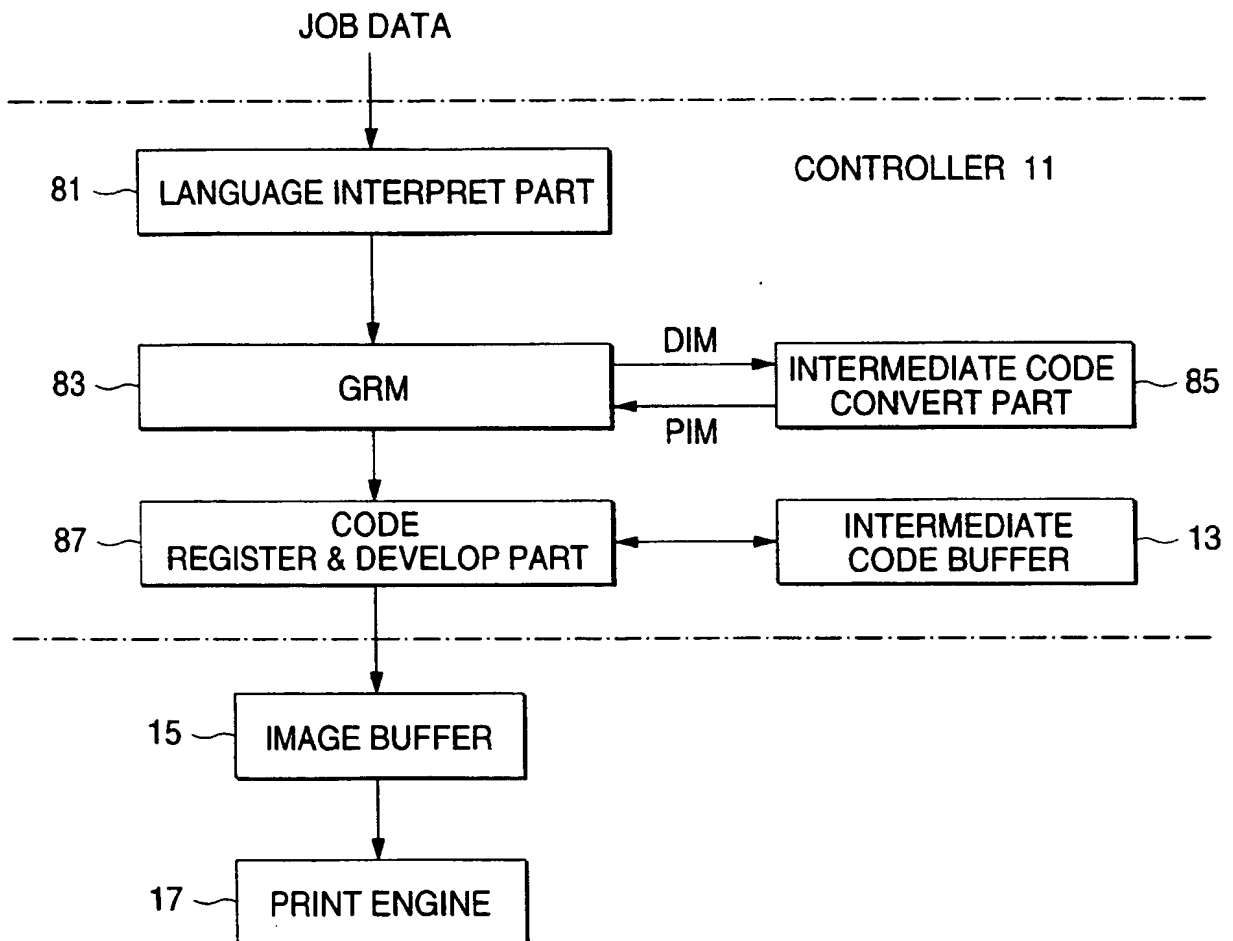 JOB DATA
CONTROLLER 11
81
LANGUAGE INTERPRET PART
83
GRM
DIM
PIM
INTERMEDIATE CODE
CONVERT PART
85
87
CODE
REGISTER & DEVELOP PART
INTERMEDIATE
CODE BUFFER
13
15
IMAGE BUFFER
17
PRINT ENGINE